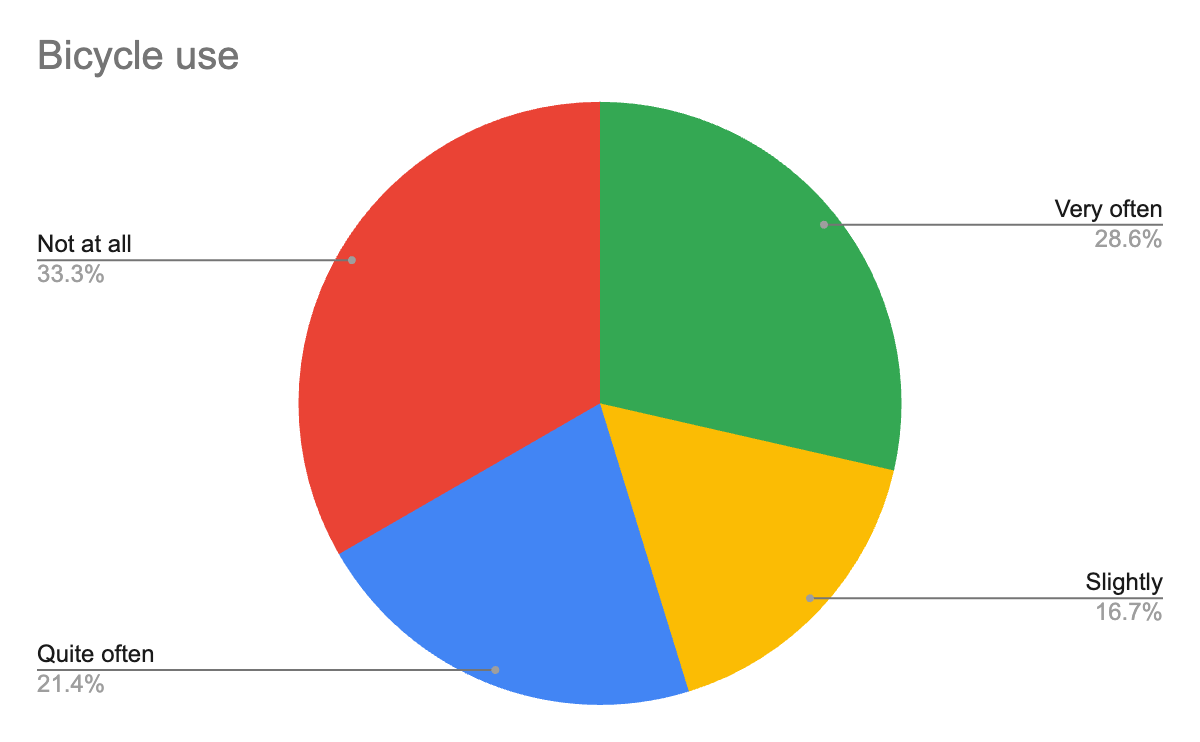 Bicycle use
Very often
28.6%
Not at all
33.3%
Slightly
16.7%
Quite often
21.4%